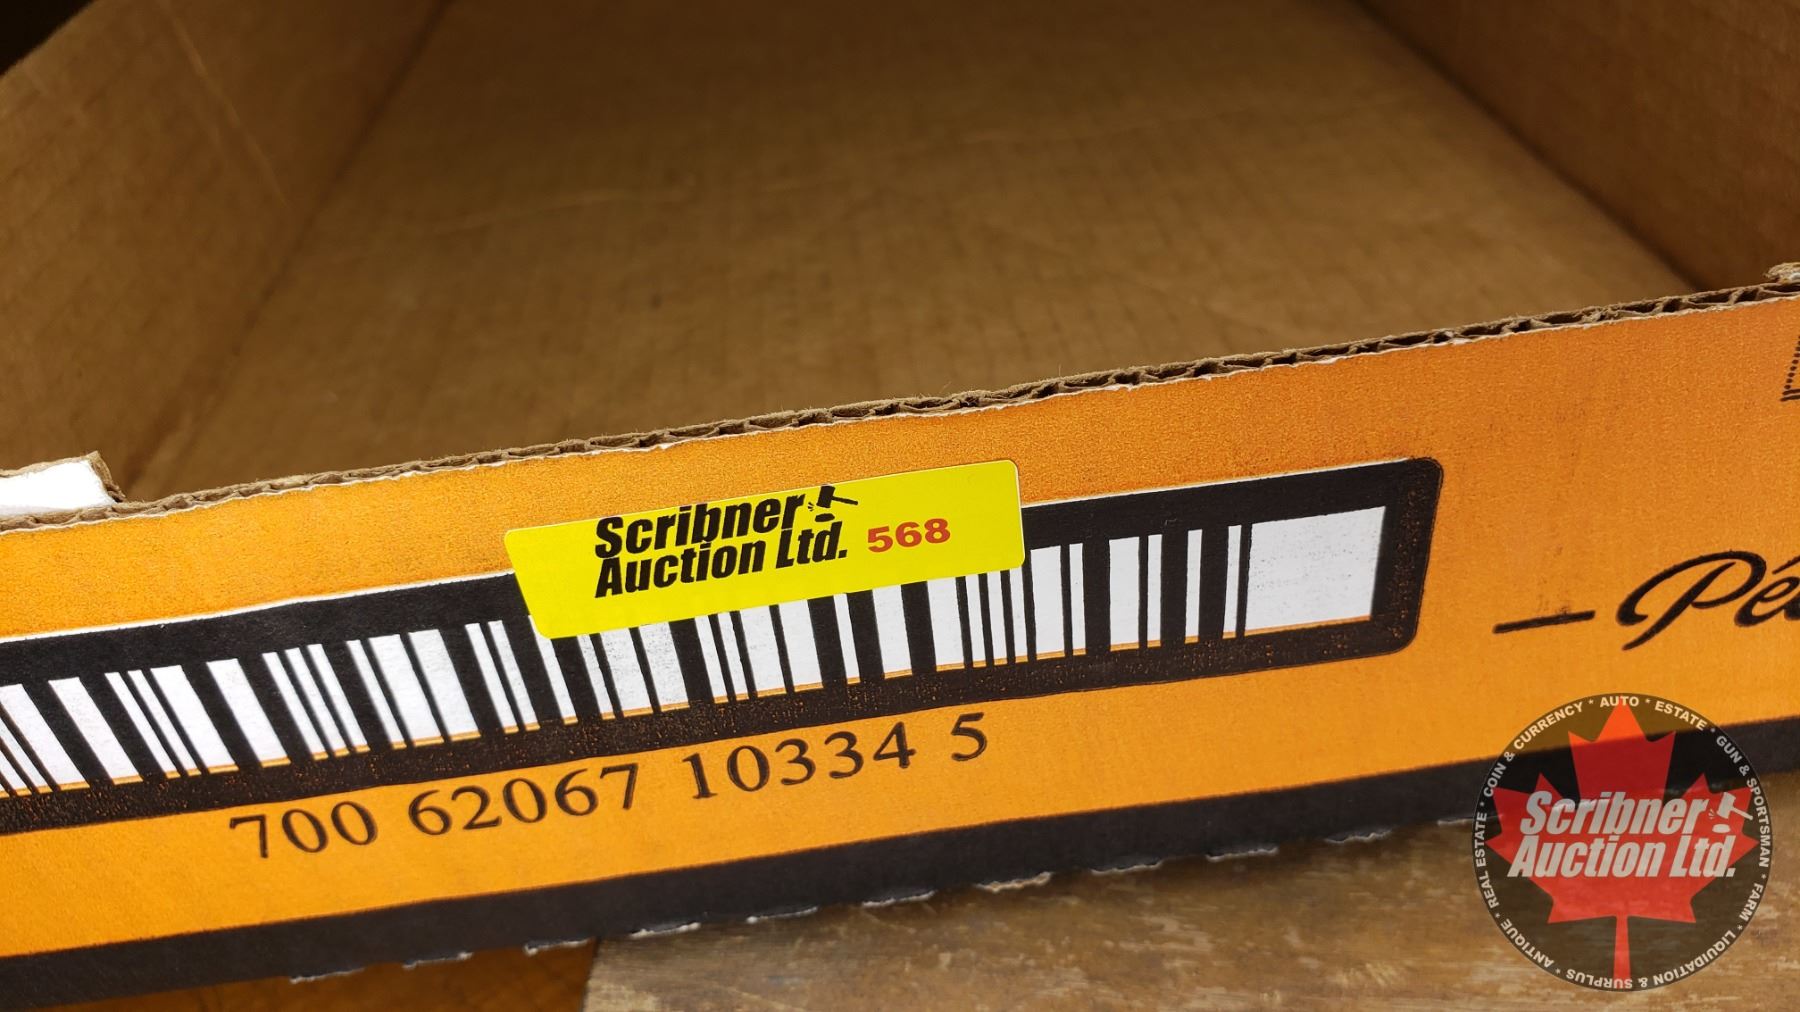 Scribner
Auction Ltd. 568
700 62067 10334 5
COIN & CURRENCY * AUTO * ESTATE * GUN & SPORTSMAN * FARM * LIQUIDATION & SURPLUS * ANTIQUE * REAL ESTATE *
Scribner
Auction Ltd.